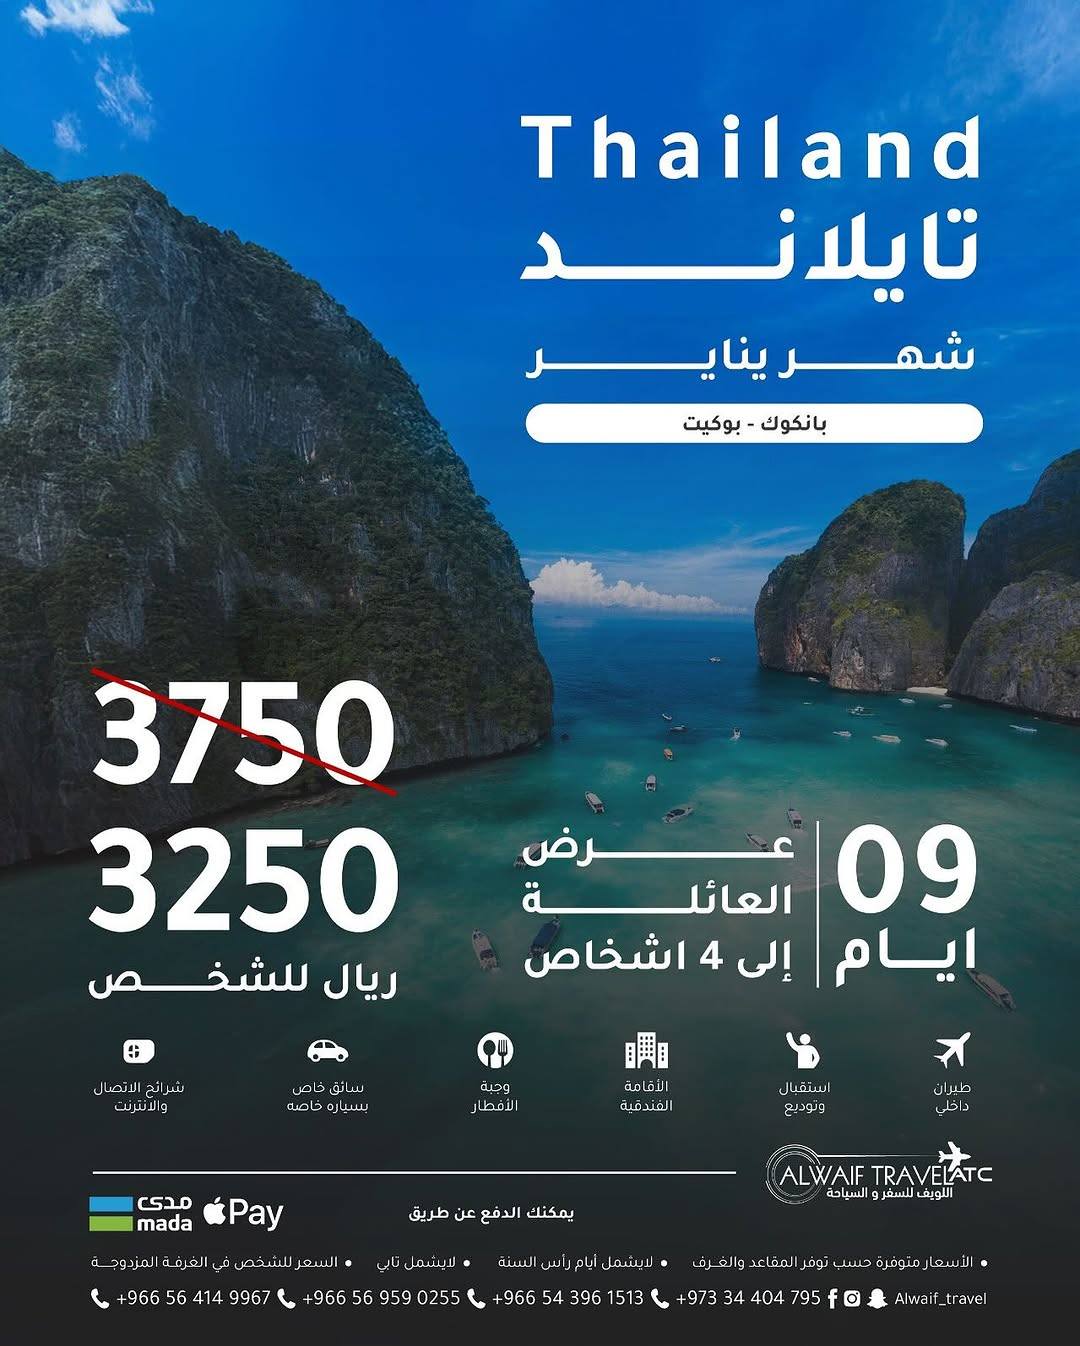 Thailand
تايلاند
شهر يناير
بانكوك - بوكيت
3750
3250
ريال للشخص
09
ايام
عرض
العائلة
إلى 4 اشخاص
طيران
داخلي
استقبال
وتوديع
الأقامة
الفندقية
وجبة
الأفطار
سائق خاص
بسياره خاصه
شرائح الاتصال
والانترنت
ALWAIF TRAVEL ATC
اللويف للسفر و السياحة
يمكنك الدفع عن طريق
Pay
مدى
mada
• الأسعار متوفرة حسب توفر المقاعد والغرف • لايشمل أيام رأس السنة • لايشمل تابي • السعر للشخص في الغرفة المزدوجة
+966 56 414 9967 +966 56 959 0255 +966 54 396 1513 +973 34 404 795 Alwaif_travel